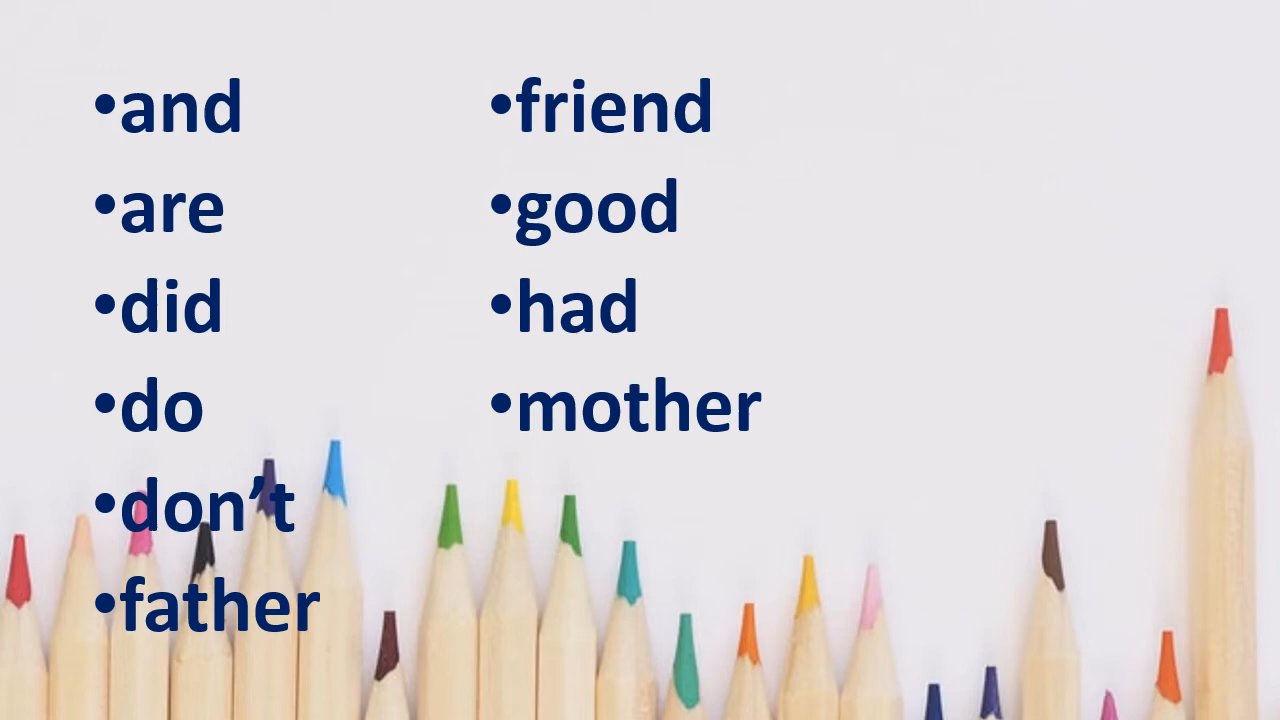 •and
•are
•did
•do
•don’t
•father
•friend
•good
•had
•mother